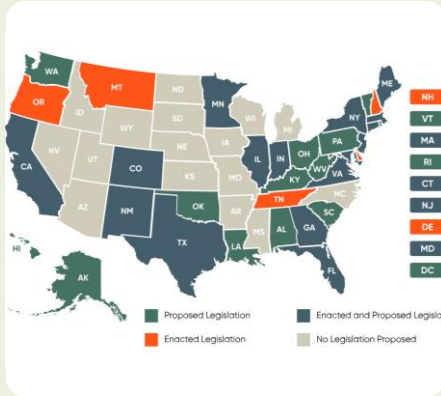 WA
MT
ND
ME
OR
ID
SD
MN
WI
MI
NY
WY
NE
IA
PA
NV
UT
CO
KS
IL
IN
OH
WV
VA
CA
MO
KY
AZ
NM
OK
AR
TN
NC
SC
TX
LA
MS
AL
GA
FL
HI
AK
NH
VT
MA
RI
CT
NJ
DE
MD
DC
Proposed Legislation
Enacted and Proposed Legisla
Enacted Legislation
No Legislation Proposed